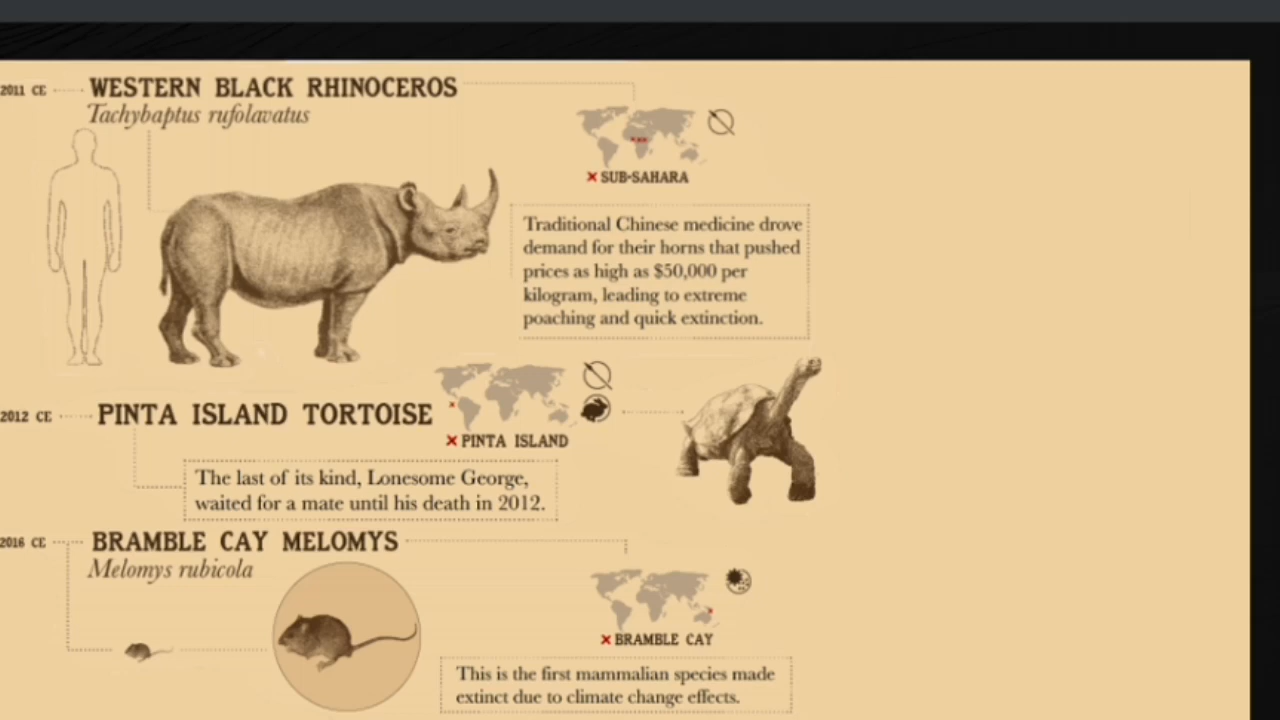 2011 CE WESTERN BLACK RHINOCEROS
Tachybaptus rufolavatus
× SUB-SAHARA
Traditional Chinese medicine drove
demand for their horns that pushed
prices as high as $50,000 per
kilogram, leading to extreme
poaching and quick extinction.
2012 CE PINTA ISLAND TORTOISE
× PINTA ISLAND
The last of its kind, Lonesome George,
waited for a mate until his death in 2012.
2016 CE BRAMBLE CAY MELOMYS
Melomys rubicola
× BRAMBLE CAY
This is the first mammalian species made
extinct due to climate change effects.